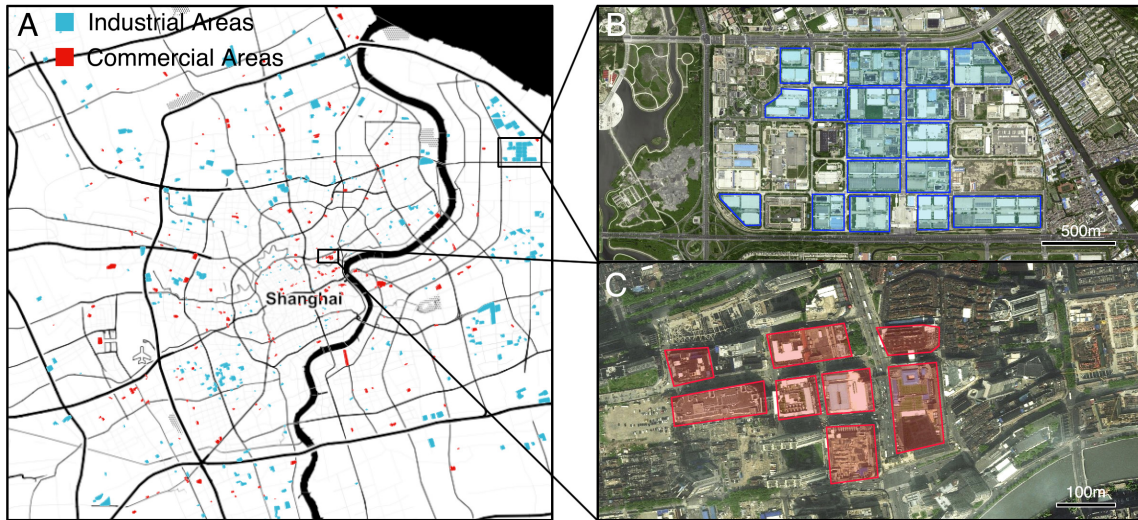 A
Industrial Areas
Commercial Areas
Shanghai
B
500m
C
100m